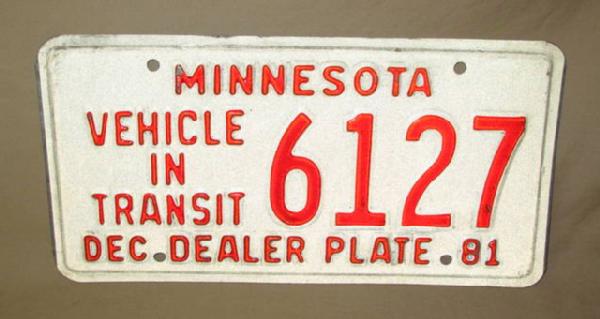 MINNESOTA
VEHICLE
IN
TRANSIT
6127
DEC. DEALER PLATE 81